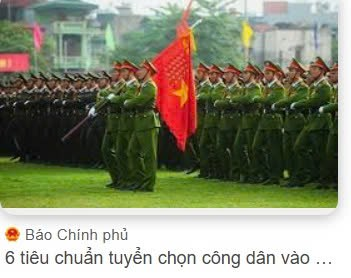 Báo Chính phủ
6 tiêu chuẩn tuyển chọn công dân vào ...